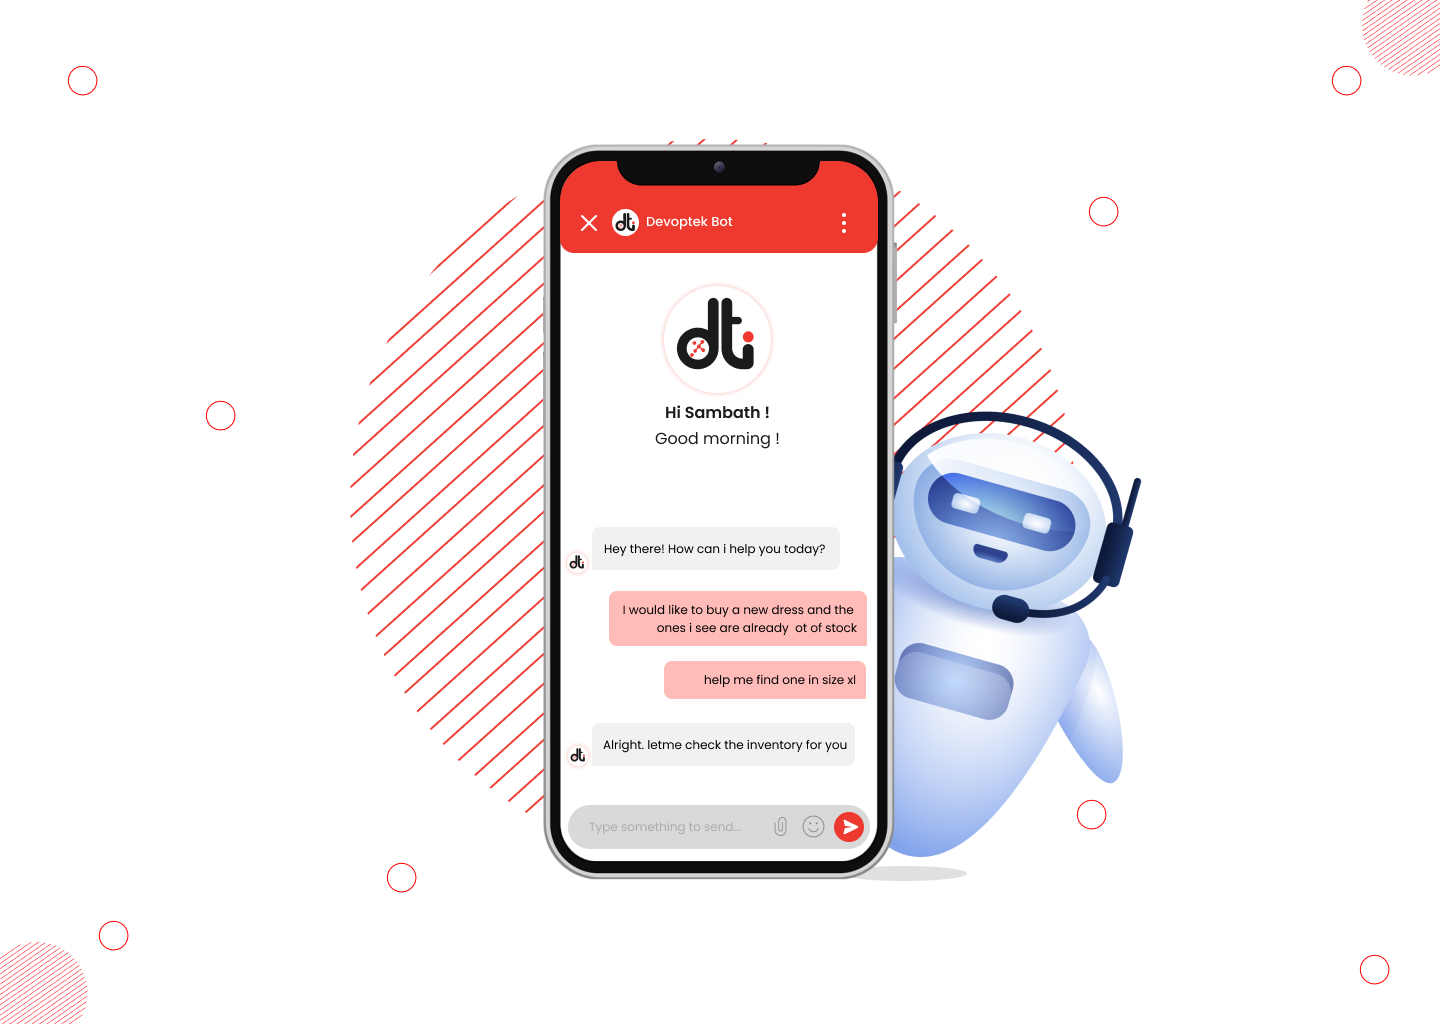 Devoptek Bot
dti
Hi Sambath !
Good morning !
Hey there! How can i help you today?
I would like to buy a new dress and the
ones i see are already  ot of stock
help me find one in size xl
Alright. letme check the inventory for you
Type something to send...